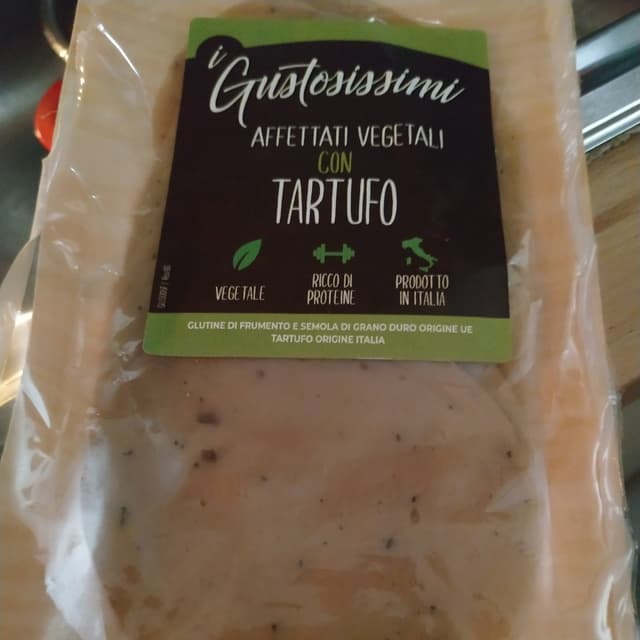 i
Gustosissimi
AFFETTATI VEGETALI
CON
TARTUFO
VEGETALE
RICCO DI
PROTEINE
PRODOTTO
IN ITALIA
GLUTINE DI FRUMENTO E SEMOLA DI GRANO DURO ORIGINE UE
TARTUFO ORIGINE ITALIA